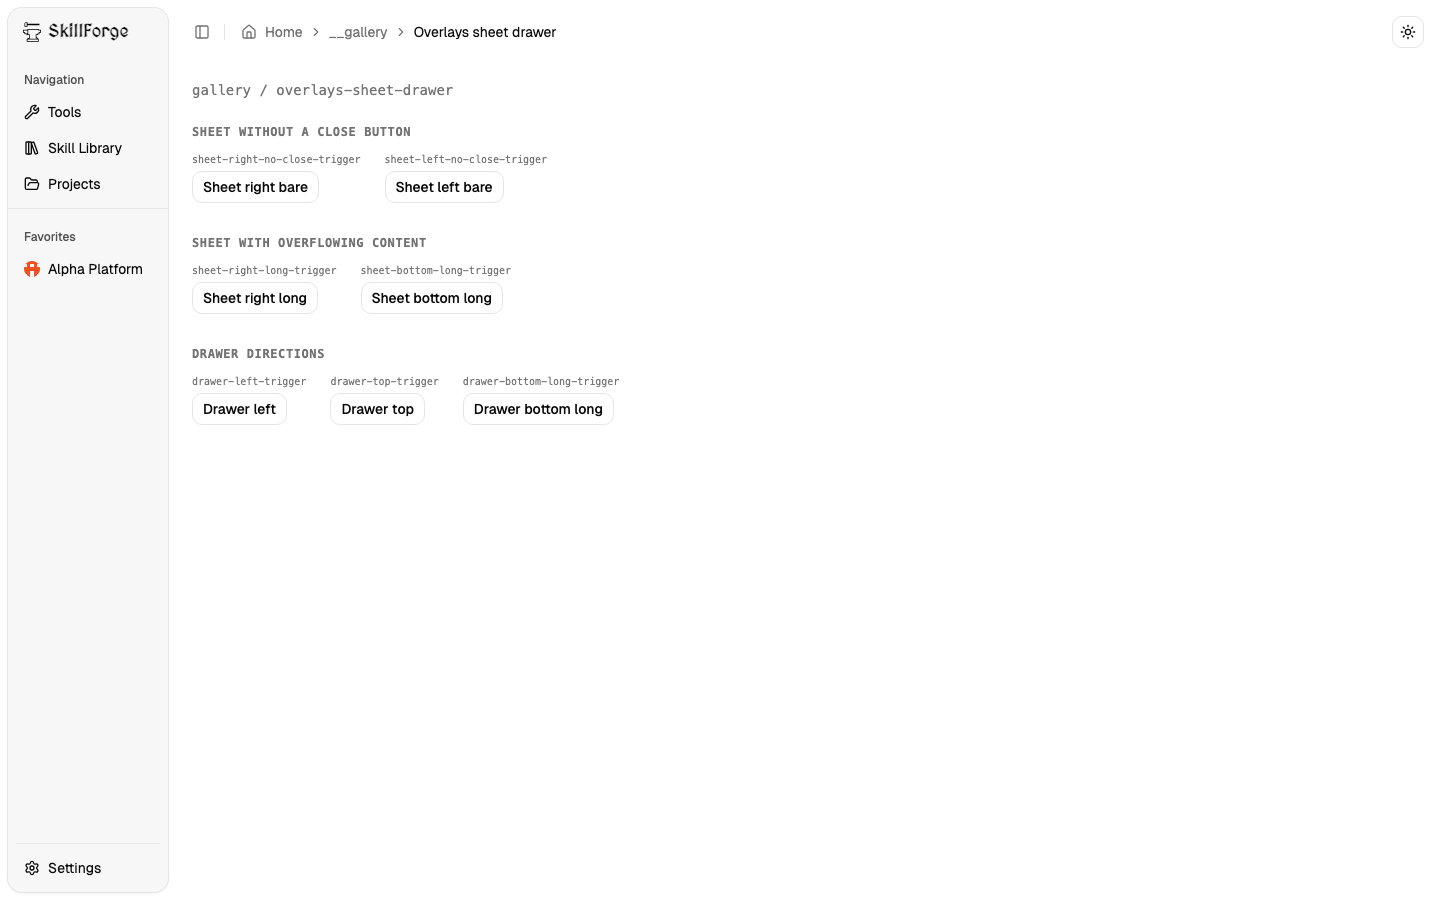 SkillForge
Navigation
Tools
Skill Library
Projects
Favorites
Alpha Platform
Settings
Home > __gallery > Overlays sheet drawer
gallery / overlays-sheet-drawer
SHEET WITHOUT A CLOSE BUTTON
sheet-right-no-close-trigger sheet-left-no-close-trigger
Sheet right bare Sheet left bare
SHEET WITH OVERFLOWING CONTENT
sheet-right-long-trigger sheet-bottom-long-trigger
Sheet right long Sheet bottom long
DRAWER DIRECTIONS
drawer-left-trigger drawer-top-trigger drawer-bottom-long-trigger
Drawer left Drawer top Drawer bottom long